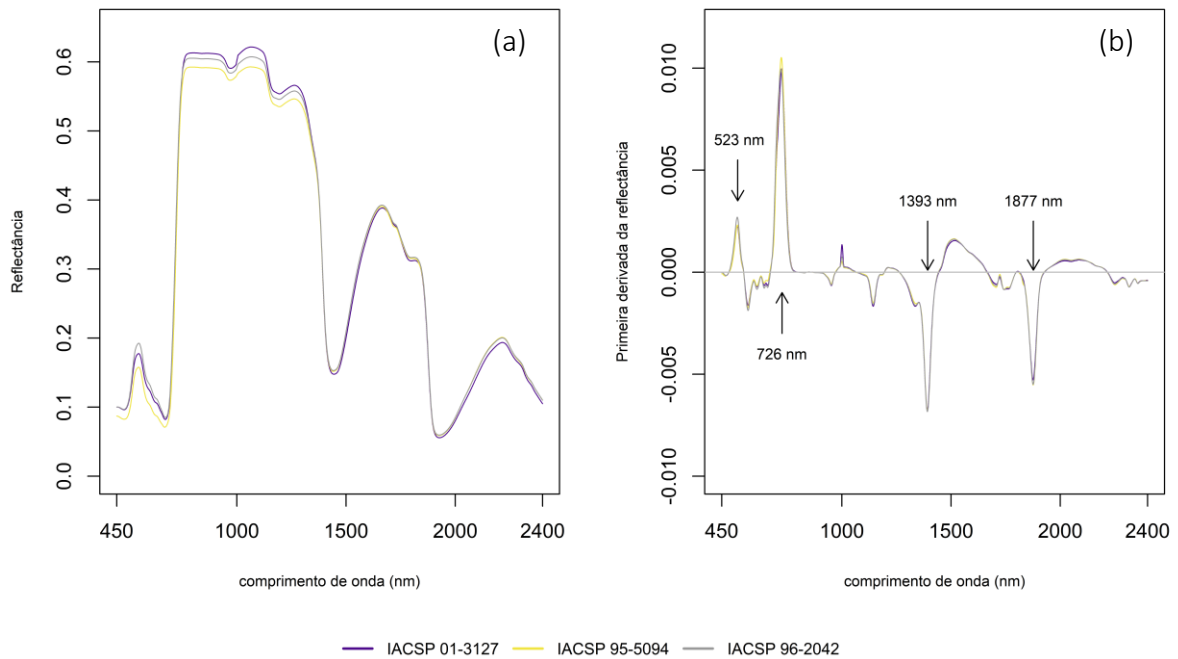 (a)
Reflectância
0.6
0.5
0.4
0.3
0.2
0.1
0.0
450 1000 1500 2000 2400
comprimento de onda (nm)
(b)
Primeira derivada da reflectância
0.010
0.005
0.000
-0.005
-0.010
523 nm
726 nm
1393 nm
1877 nm
450 1000 1500 2000 2400
comprimento de onda (nm)
IACSP 01-3127 IACSP 95-5094 IACSP 96-2042